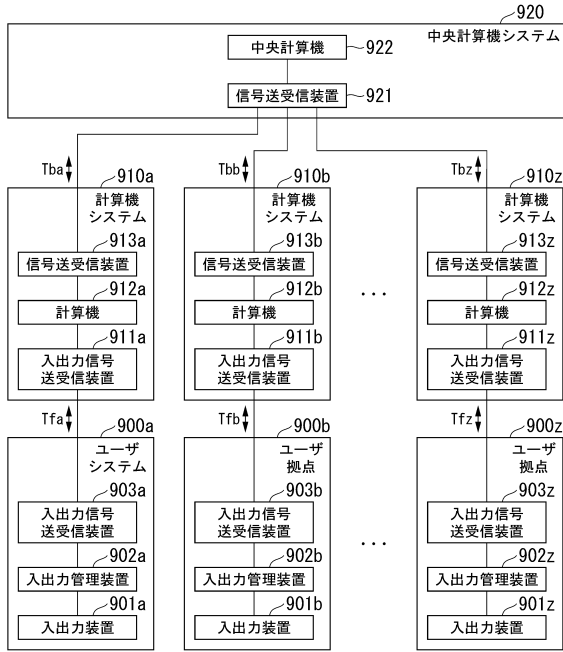 920
中央計算機システム
中央計算機
922
信号送受信装置
921
Tba
Tbb
Tbz
910a
910b
910z
計算機
システム
計算機
システム
計算機
システム
913a
913b
913z
信号送受信装置
信号送受信装置
信号送受信装置
912a
912b
912z
計算機
計算機
計算機
...
911a
911b
911z
入出力信号
送受信装置
入出力信号
送受信装置
入出力信号
送受信装置
Tfa
Tfb
Tfz
900a
900b
900z
ユーザ
システム
ユーザ
拠点
ユーザ
拠点
903a
903b
903z
入出力信号
送受信装置
入出力信号
送受信装置
入出力信号
送受信装置
...
902a
902b
902z
入出力管理装置
入出力管理装置
入出力管理装置
901a
901b
901z
入出力装置
入出力装置
入出力装置